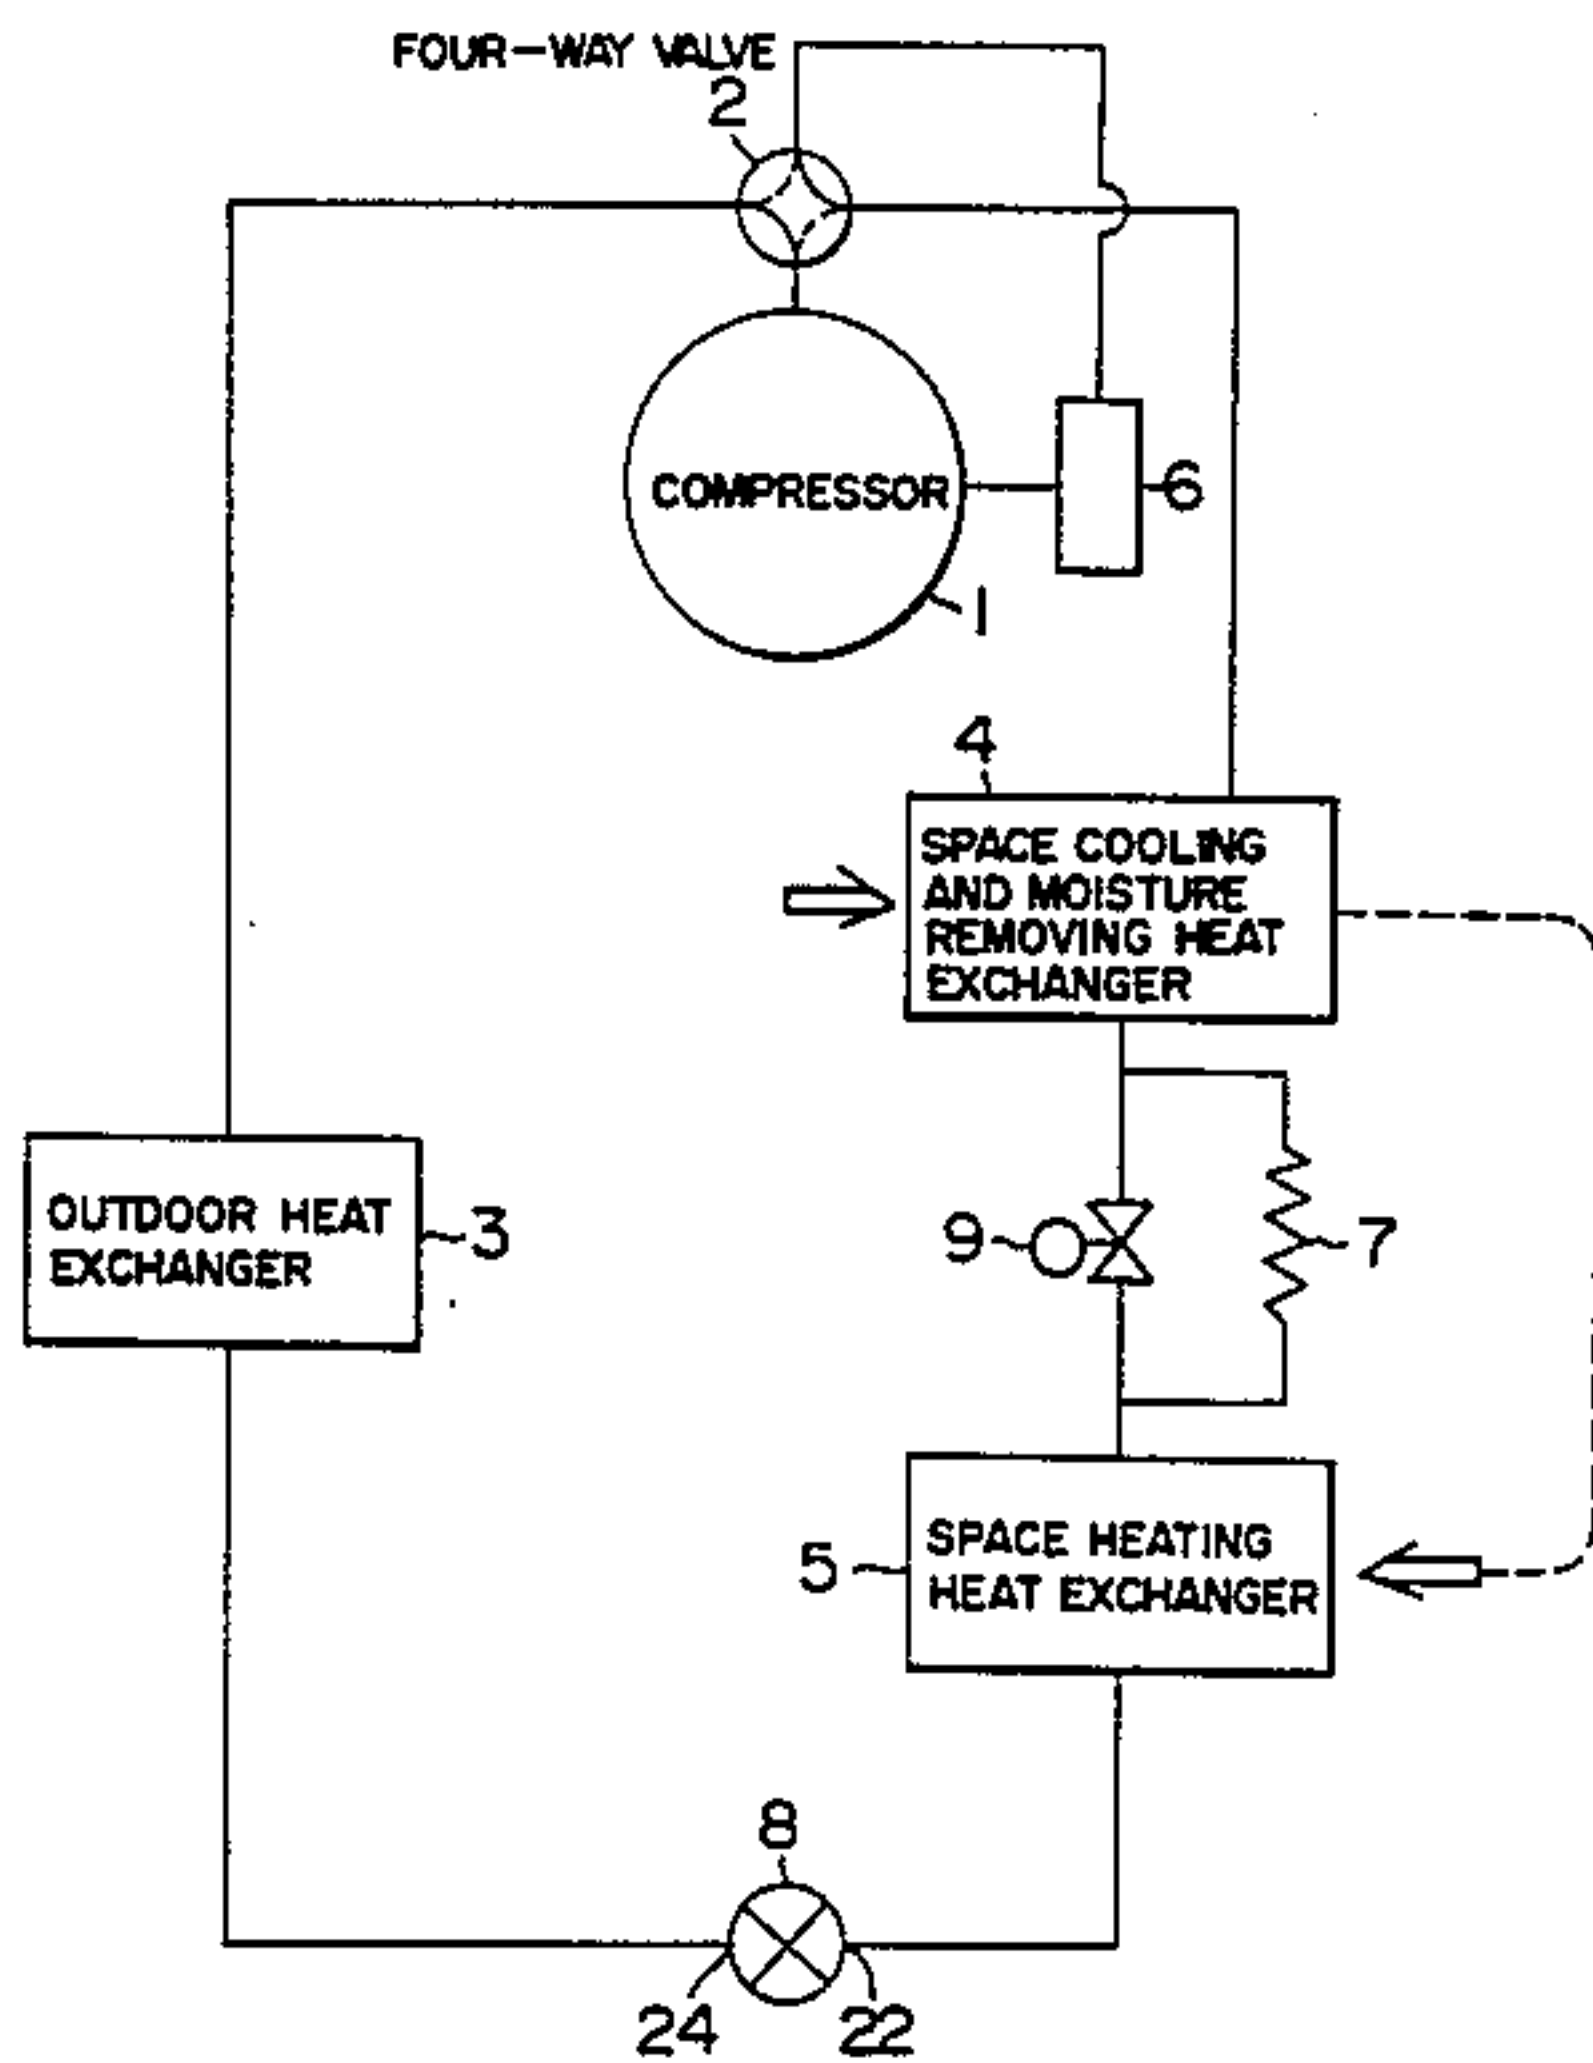 FOUR-WAY VALVE
2
COMPRESSOR
6
1
4
SPACE COOLING
AND MOISTURE
REMOVING HEAT
EXCHANGER
OUTDOOR HEAT
EXCHANGER
3
9
7
5
SPACE HEATING
HEAT EXCHANGER
8
24
22